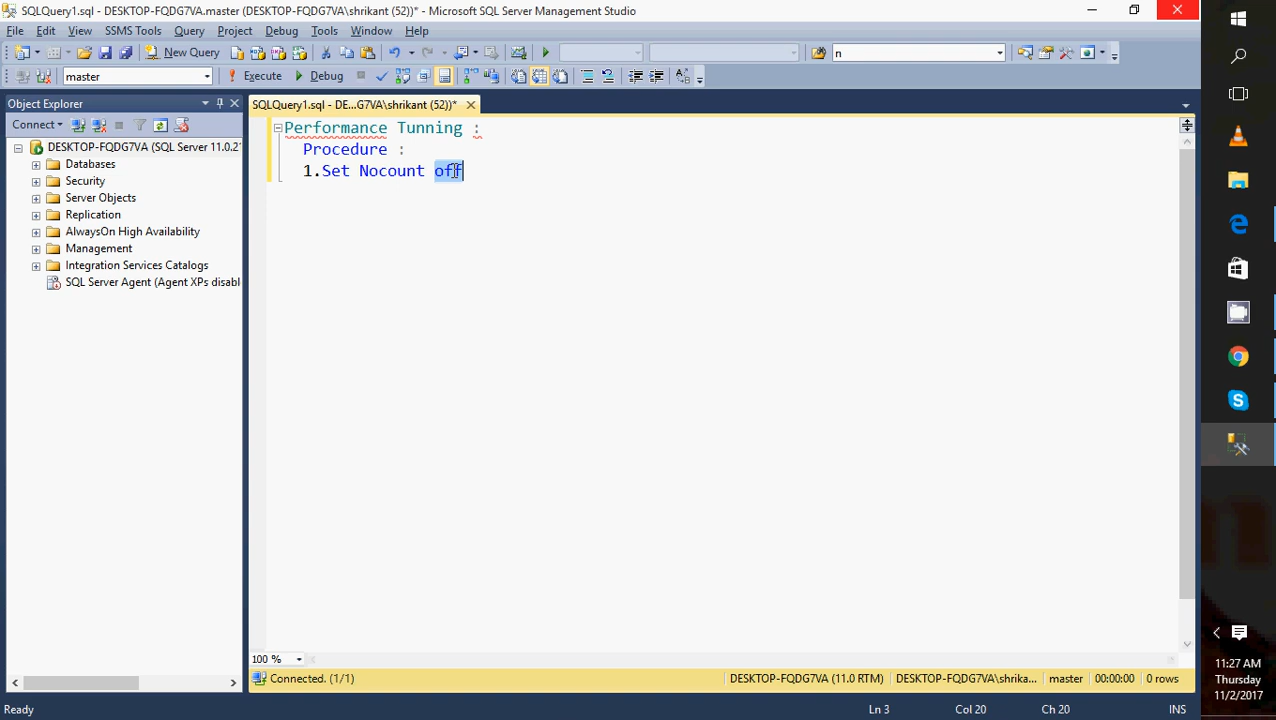 SQLQuery1.sql - DESKTOP-FQDG7VA.master (DESKTOP-FQDG7VA\shrikant (52))* - Microsoft SQL Server Management Studio
File Edit View SSMS Tools Query Project Debug Tools Window Help
New Query n
master Execute Debug
Object Explorer
Connect
DESKTOP-FQDG7VA (SQL Server 11.0.21
Databases
Security
Server Objects
Replication
AlwaysOn High Availability
Management
Integration Services Catalogs
SQL Server Agent (Agent XPs disabl
SQLQuery1.sql - DE...G7VA\shrikant (52))*
Performance Tunning :
Procedure :
1.Set Nocount off
100 %
Connected. (1/1) DESKTOP-FQDG7VA (11.0 RTM) DESKTOP-FQDG7VA\shrika... master 00:00:00 0 rows
Ready Ln 3 Col 20 Ch 20 INS
11:27 AM
Thursday
11/2/2017